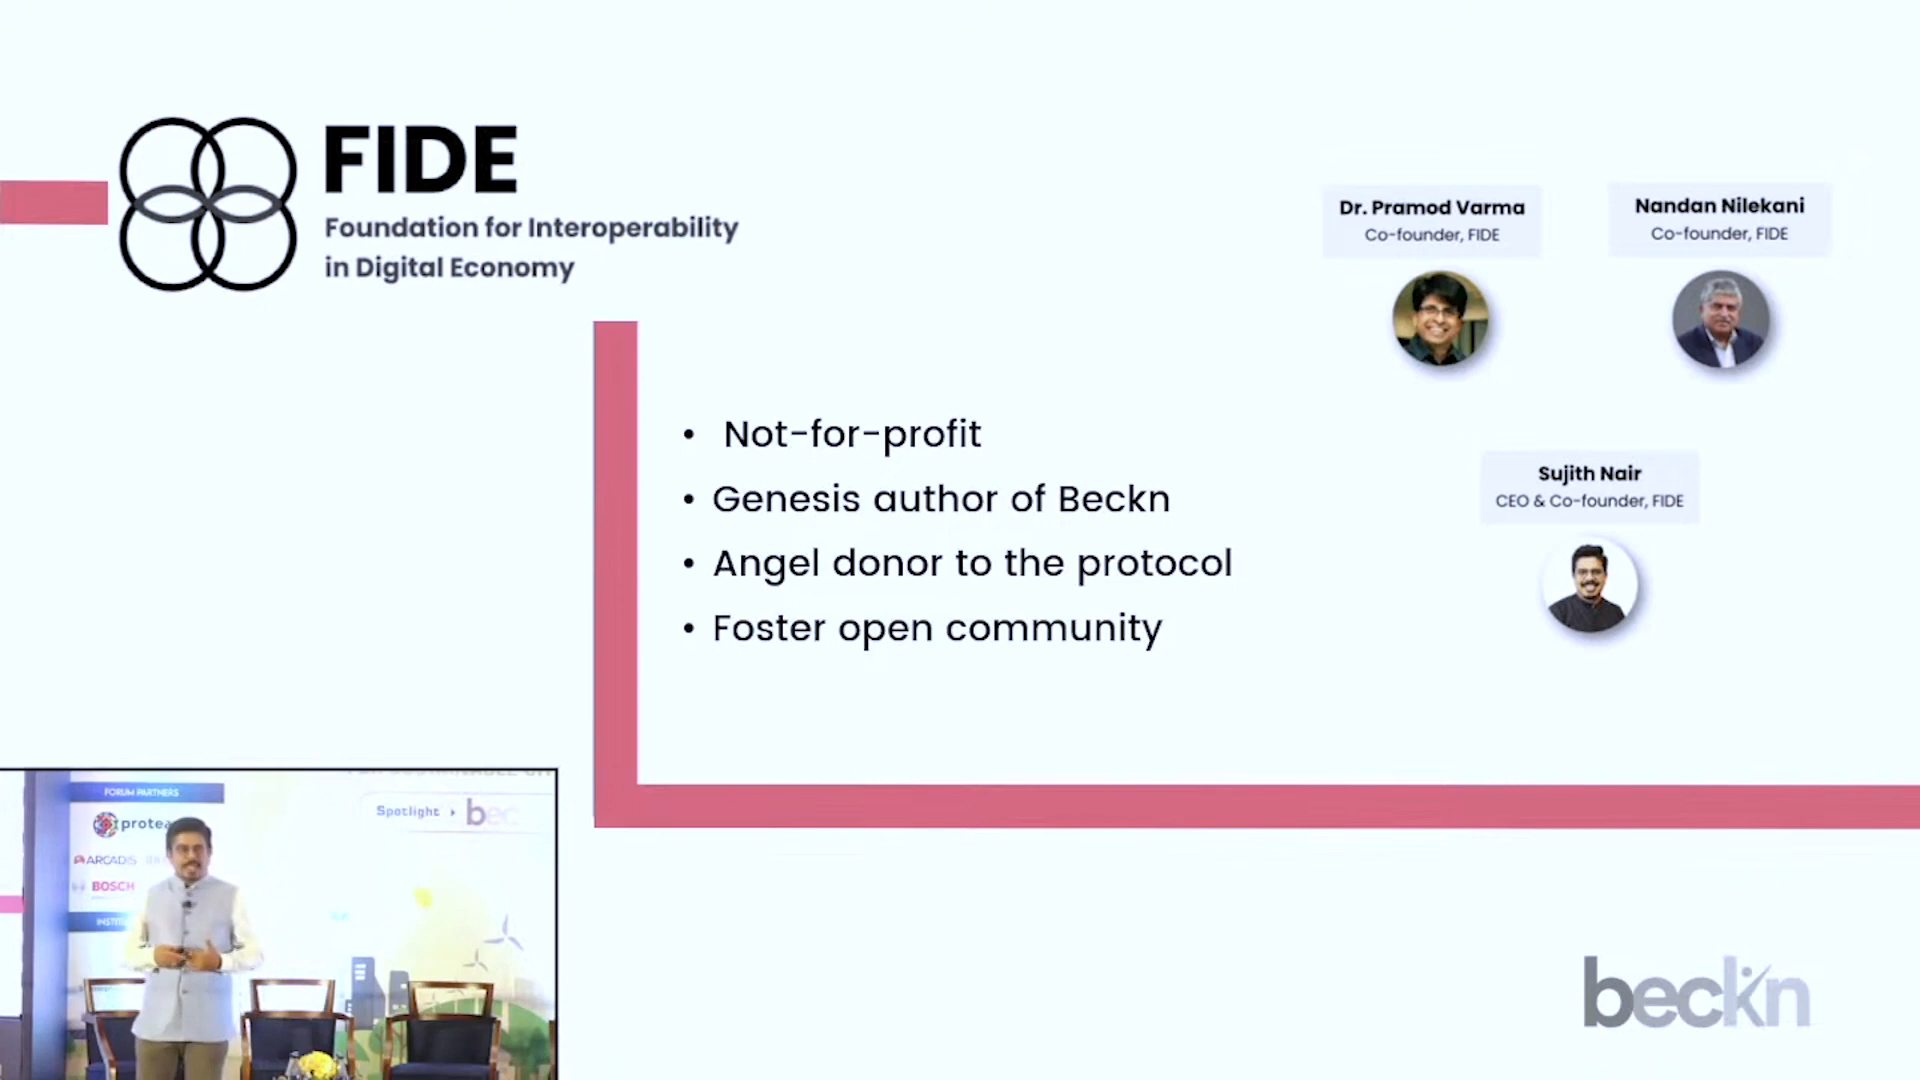 FIDE
Foundation for Interoperability
in Digital Economy
Dr. Pramod Varma
Co-founder, FIDE
Nandan Nilekani
Co-founder, FIDE
Sujith Nair
CEO & Co-founder, FIDE
• Not-for-profit
• Genesis author of Beckn
• Angel donor to the protocol
• Foster open community
FORUM PARTNERS
Spotlight
bec
protea
ARCADIS
BOSCH
beckn